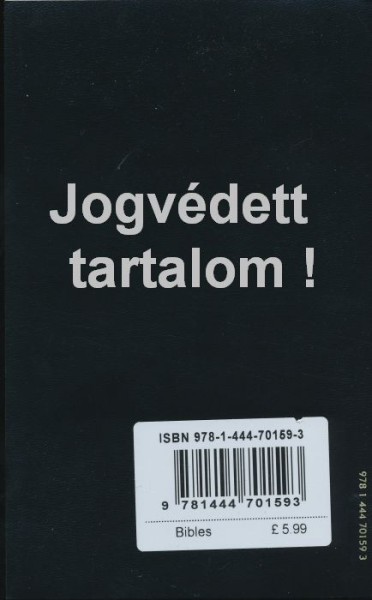 Jogvédett
tartalom !
ISBN 978-1-444-70159-3
9 781444 701593
Bibles £ 5.99
978 1 444 70159 3